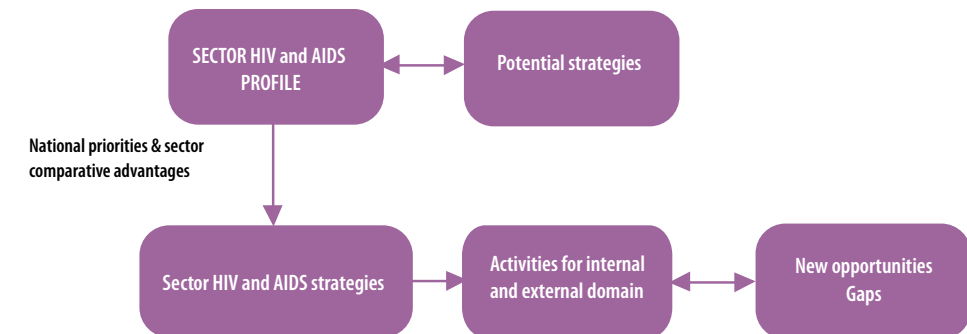 SECTOR HIV and AIDS
PROFILE
Potential strategies
National priorities & sector
comparative advantages
Sector HIV and AIDS strategies
Activities for internal
and external domain
New opportunities
Gaps